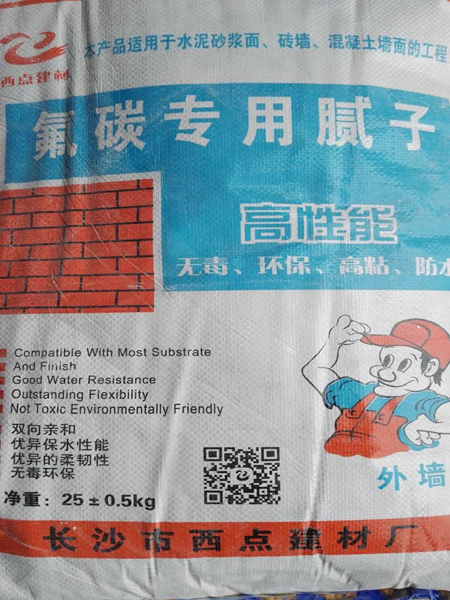 本产品适用于水泥砂浆面、砖墙、混凝土墙面的工程
西点建材
氟碳专用腻子
高性能
无毒、环保、高粘、防水
Compatible With Most Substrate
And Finish
Good Water Resistance
Outstanding Flexibility
Not Toxic Environmentally Friendly
双向亲和
优异保水性能
优异的柔韧性
无毒环保
净重：25±0.5kg
外墙
长沙市西点建材厂